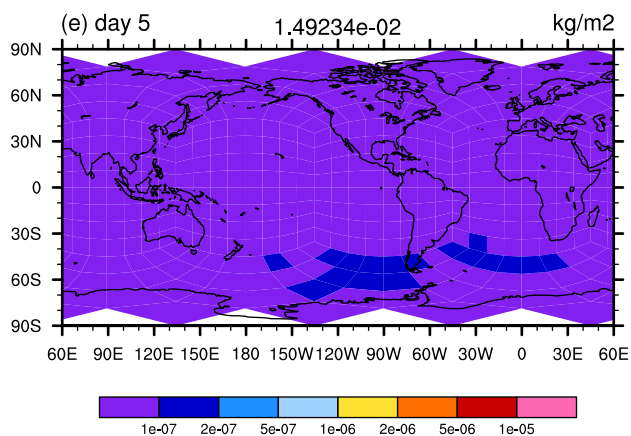 (e) day 5 1.49234e-02 kg/m2
90N
60N
30N
0
30S
60S
90S
60E 90E 120E 150E 180 150W 120W 90W 60W 30W 0 30E 60E
1e-07 2e-07 5e-07 1e-06 2e-06 5e-06 1e-05